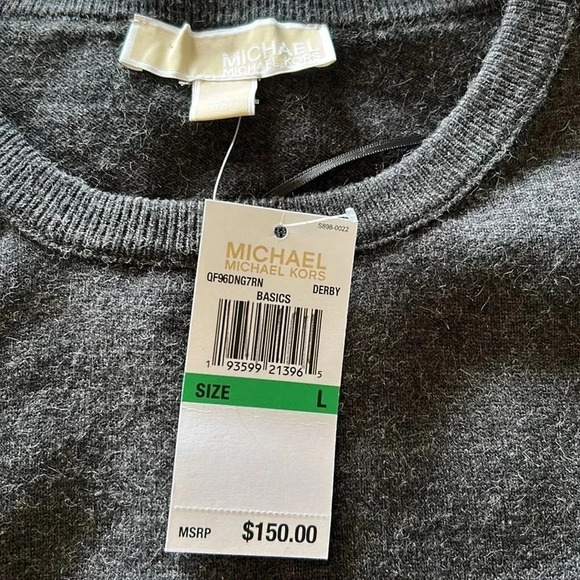 MICHAEL
MICHAEL KORS
S898-0022
MICHAEL
MICHAEL KORS
QF96DNG7RN DERBY
BASICS
1 93599 21396 5
SIZE L
MSRP $150.00